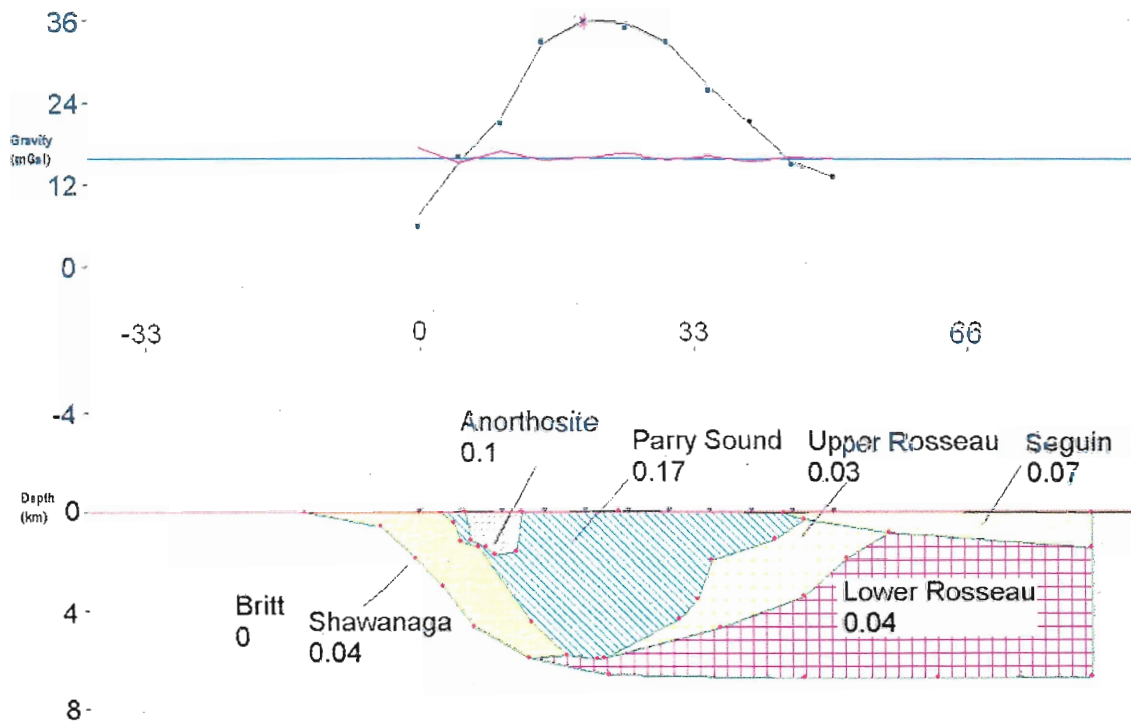 36
24
Gravity
(mGal)
12
0
-33
0
33
66
-4
Anorthosite
0.1
Parry Sound
0.17
Upper Rosseau
0.03
Seguin
0.07
Depth
(km)
0
4
Britt
0
Shawanaga
0.04
Lower Rosseau
0.04
8